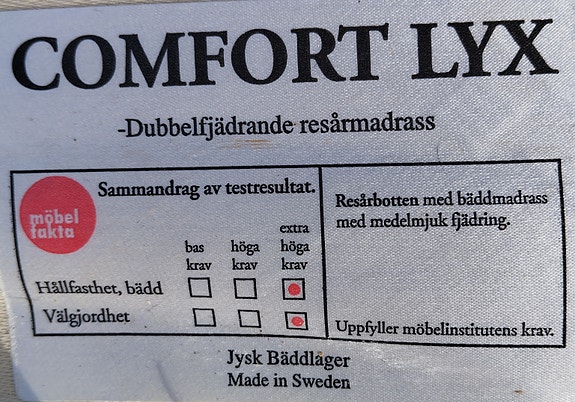 COMFORT LYX
-Dubbelfjädrande resårmadrass
möbel
fakta
Sammandrag av testresultat.
extra
bas höga höga
krav krav krav
Hållfasthet, bädd
Välgjordhet
Resårbotten med bäddmadrass
med medelmjuk fjädring.
Uppfyller möbelinstitutens krav.
Jysk Bäddlager
Made in Sweden